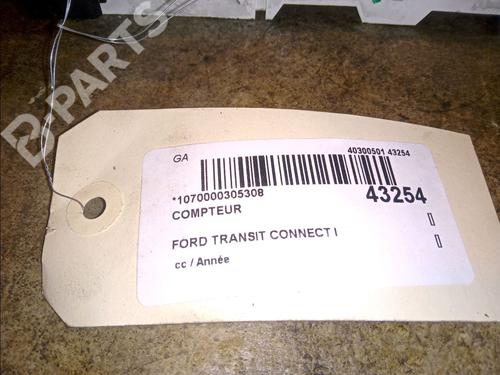 B-PARTS
GA
40300501 43254
*1070000305308
43254
COMPTEUR
FORD TRANSIT CONNECT I
cc / Année